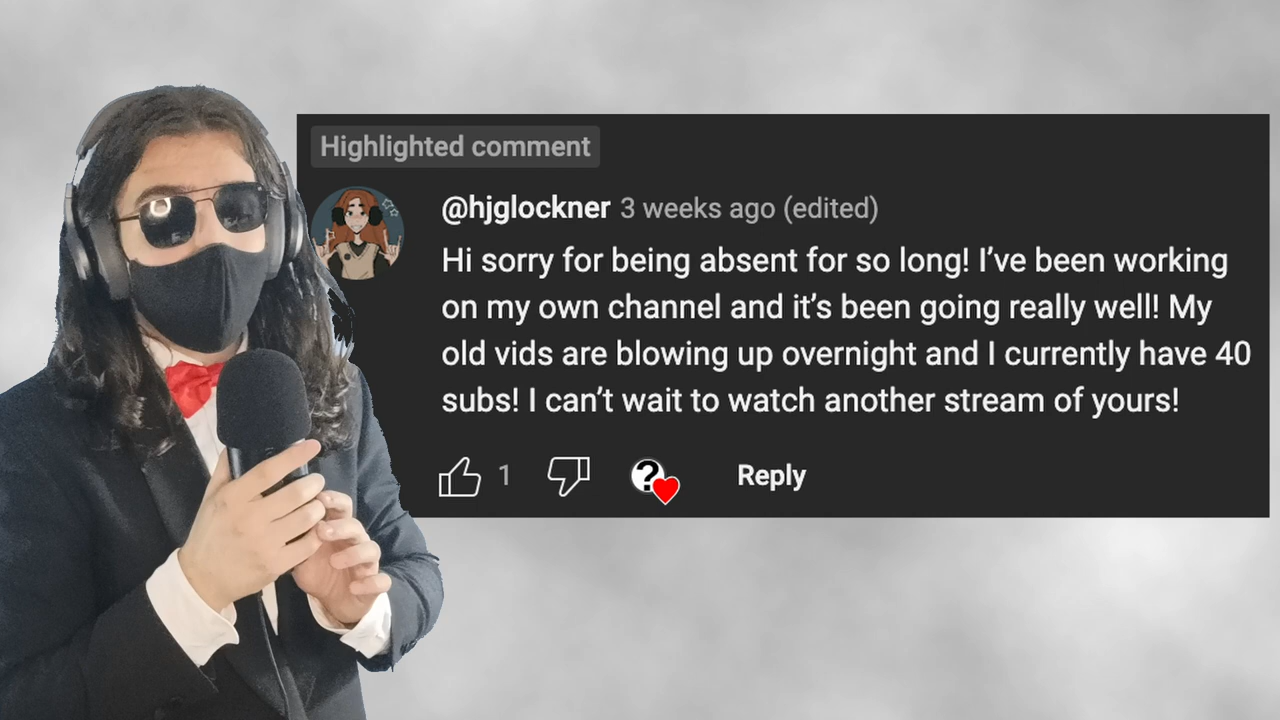 Highlighted comment
@hjglockner 3 weeks ago (edited)
Hi sorry for being absent for so long! I’ve been working
on my own channel and it’s been going really well! My
old vids are blowing up overnight and I currently have 40
subs! I can’t wait to watch another stream of yours!
1 ? Reply